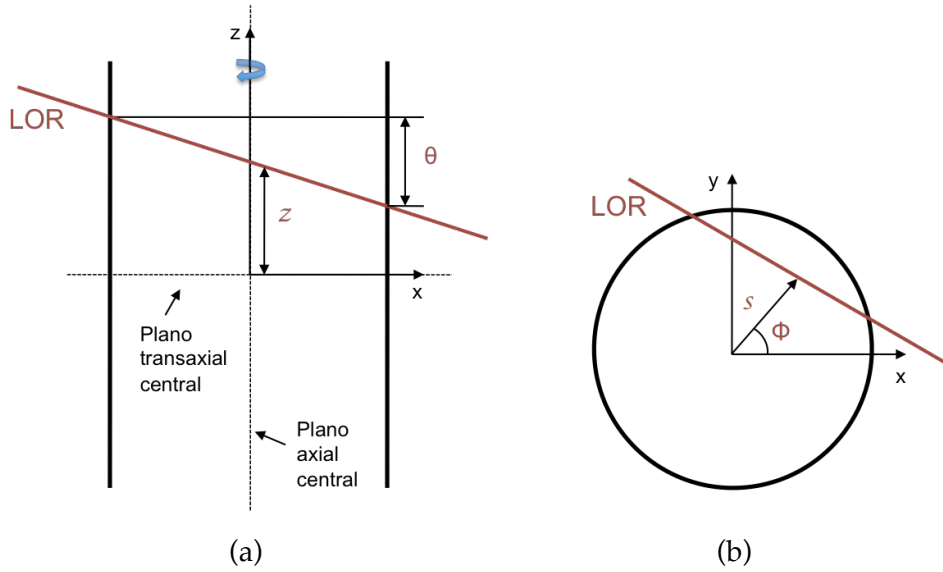 z
LOR
θ
z
x
Plano
transaxial
central
Plano
axial
central
(a)
y
LOR
s
Φ
x
(b)